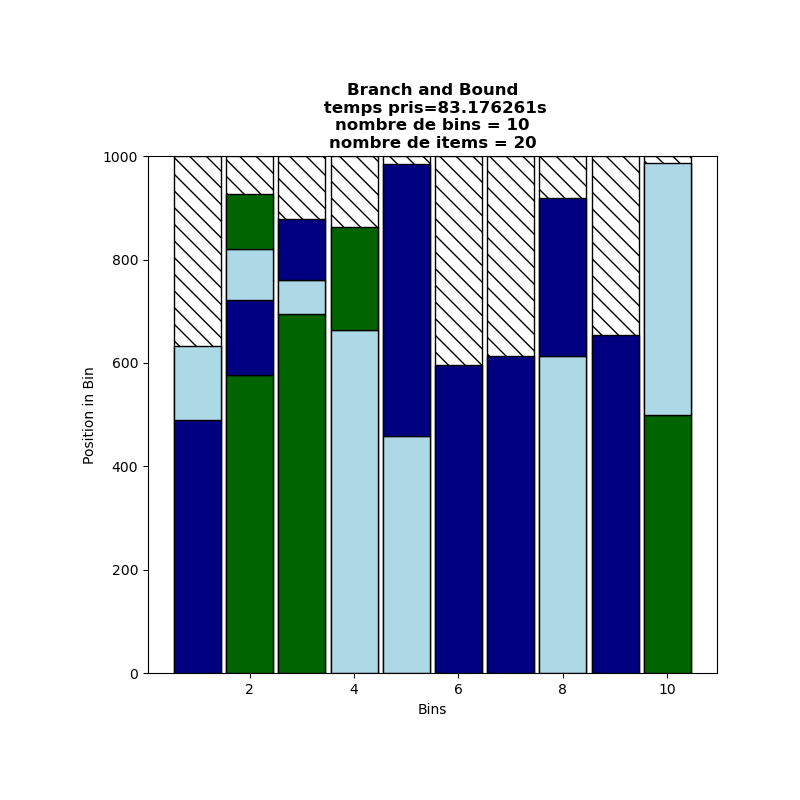 Branch and Bound
temps pris=83.176261s
nombre de bins = 10
nombre de items = 20
1000
800
600
400
200
0
Position in Bin
2 4 6 8 10
Bins